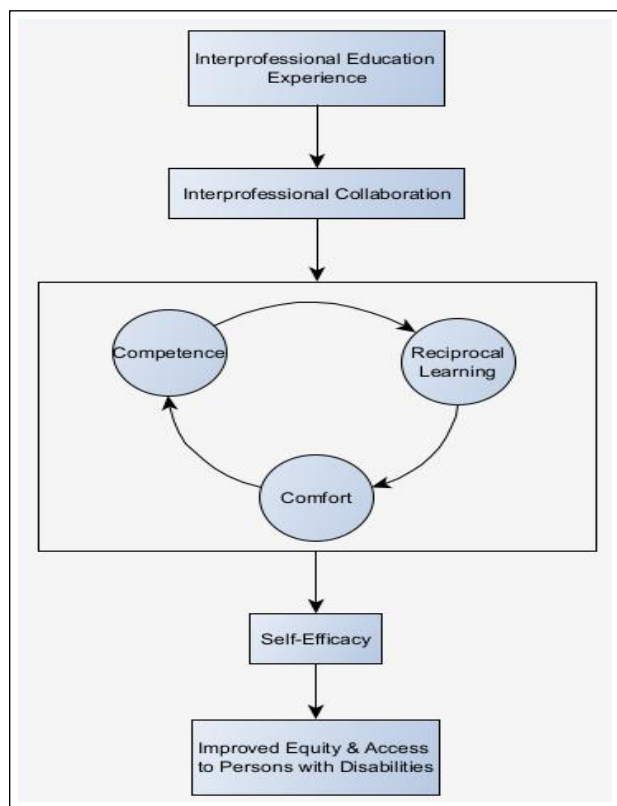 Interprofessional Education
Experience
Interprofessional Collaboration
Competence
Reciprocal
Learning
Comfort
Self-Efficacy
Improved Equity & Access
to Persons with Disabilities